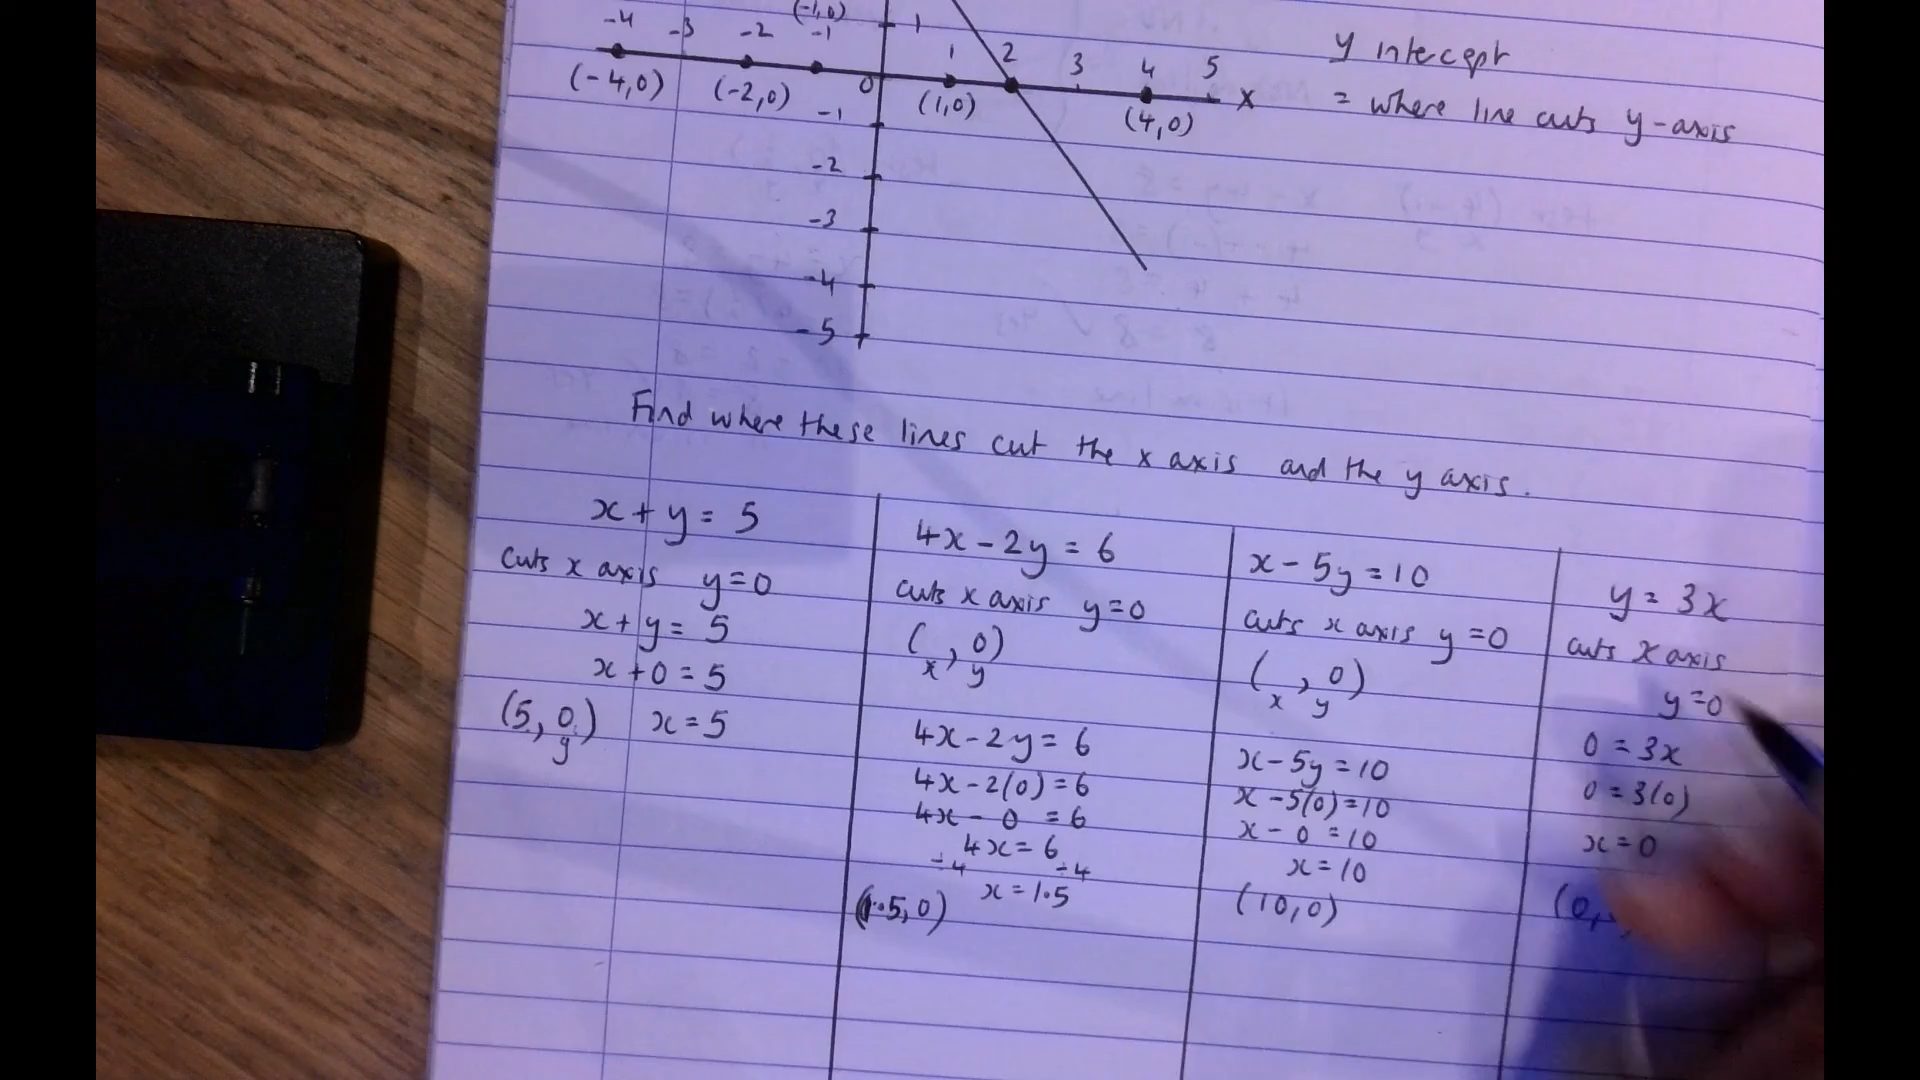 (-1,0)
1
-4 -3 -2 -1
1 2 3 4 5
0
x
(-4,0) (-2,0) (1,0) (4,0)
y intercept
= where line cuts y-axis
-1
-2
-3
-4
-5
Find where these lines cut the x axis and the y axis.
x + y = 5
cuts x axis y=0
x + y = 5
x + 0 = 5
(5, 0) x = 5
y
4x - 2y = 6
cuts x axis y=0
( , 0)
x y
4x - 2y = 6
4x - 2(0) = 6
4x - 0 = 6
4x = 6
÷4 ÷4
x = 1.5
(1.5, 0)
x - 5y = 10
cuts x axis y = 0
( , 0)
x y
x - 5y = 10
x - 5(0) = 10
x - 0 = 10
x = 10
(10, 0)
y = 3x
cuts x axis
y = 0
0 = 3x
0 = 3(0)
x = 0
(0,